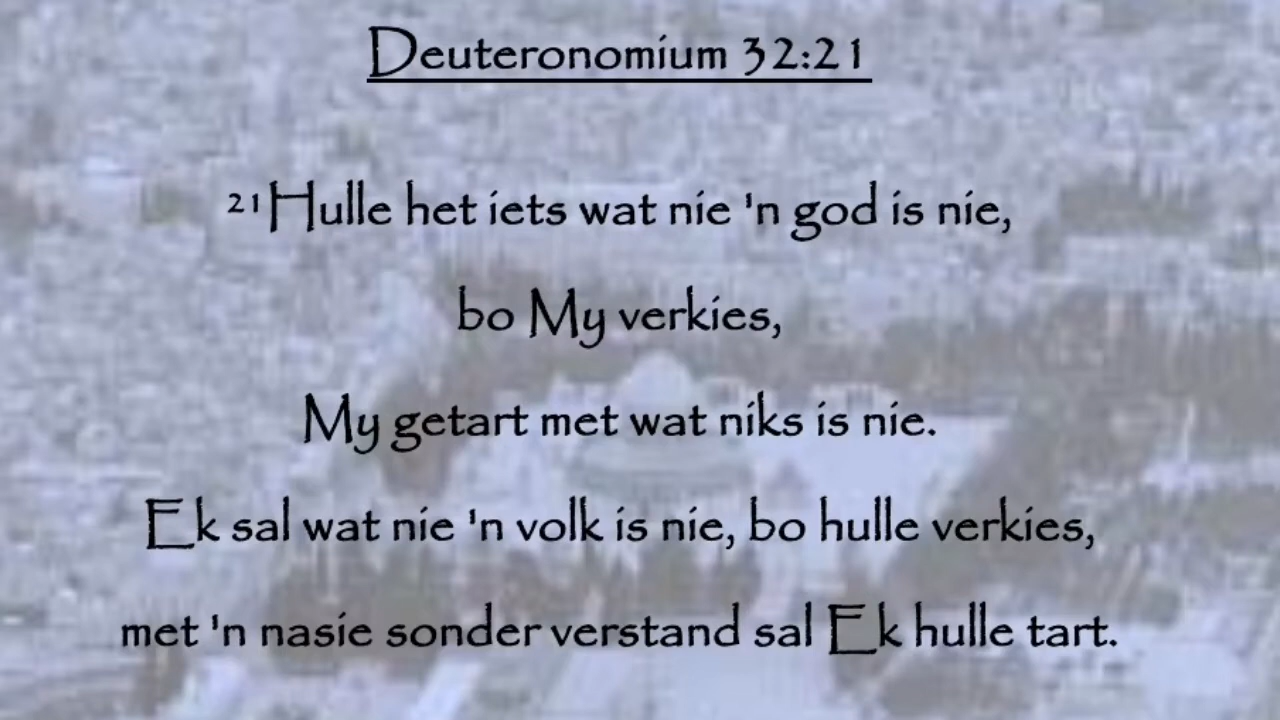 Deuteronomium 32:21
²¹Hulle het iets wat nie 'n god is nie,
bo My verkies,
My getart met wat niks is nie.
Ek sal wat nie 'n volk is nie, bo hulle verkies,
met 'n nasie sonder verstand sal Ek hulle tart.